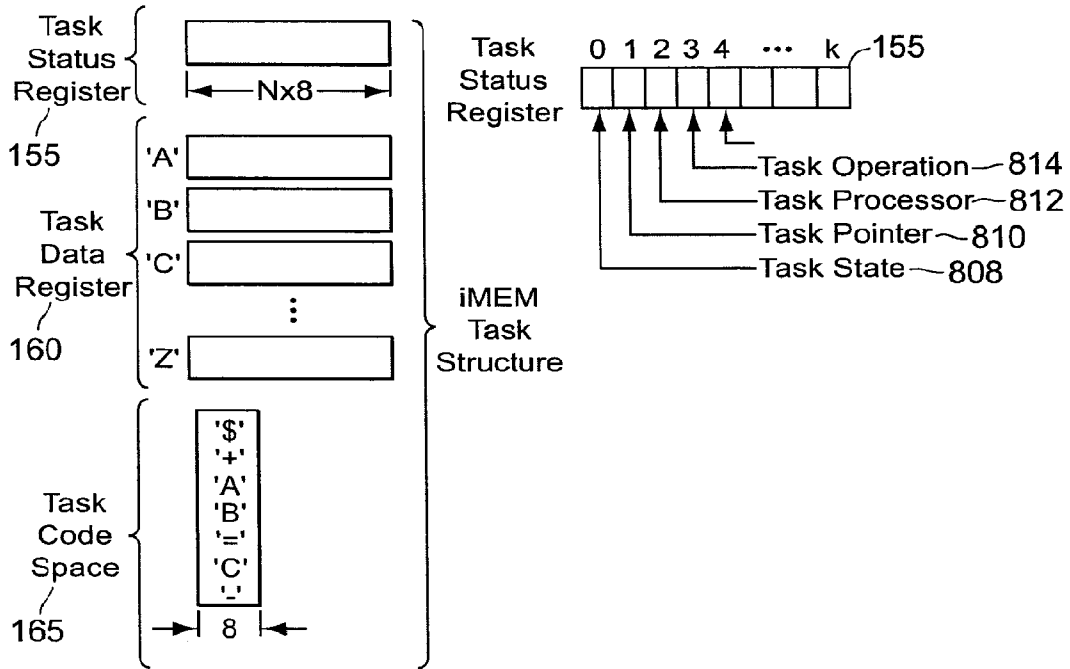 Task
Status
Register
155
Nx8
'A'
'B'
'C'
⋮
'Z'
Task
Data
Register
160
'$'
'+'
'A'
'B'
'='
'C'
'-'
8
Task
Code
Space
165
iMEM
Task
Structure
Task
Status
Register
0 1 2 3 4 ... k
155
Task Operation 814
Task Processor 812
Task Pointer 810
Task State 808